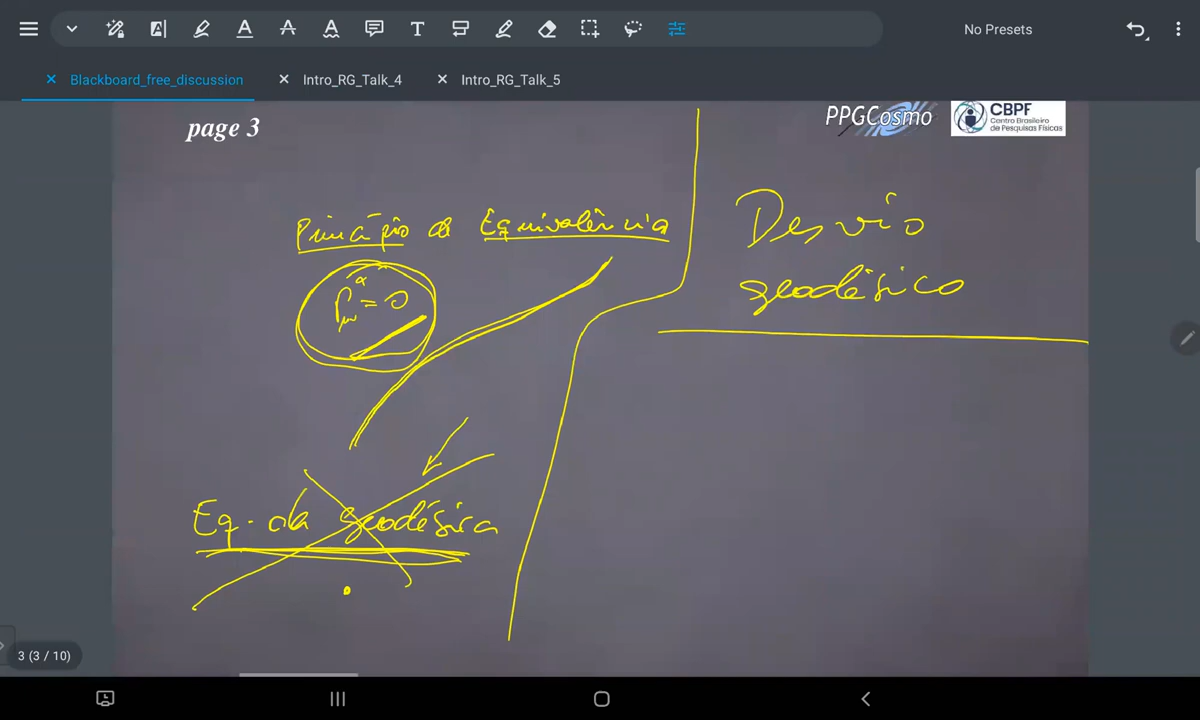 No Presets
Blackboard_free_discussion
Intro_RG_Talk_4
Intro_RG_Talk_5
page 3
PPGCosmo
CBPF
Centro Brasileiro
de Pesquisas Físicas
Princípio de Equivalência
Γ^α_μν = 0
Eq. da geodésica
Desvio
geodésico
3 (3 / 10)